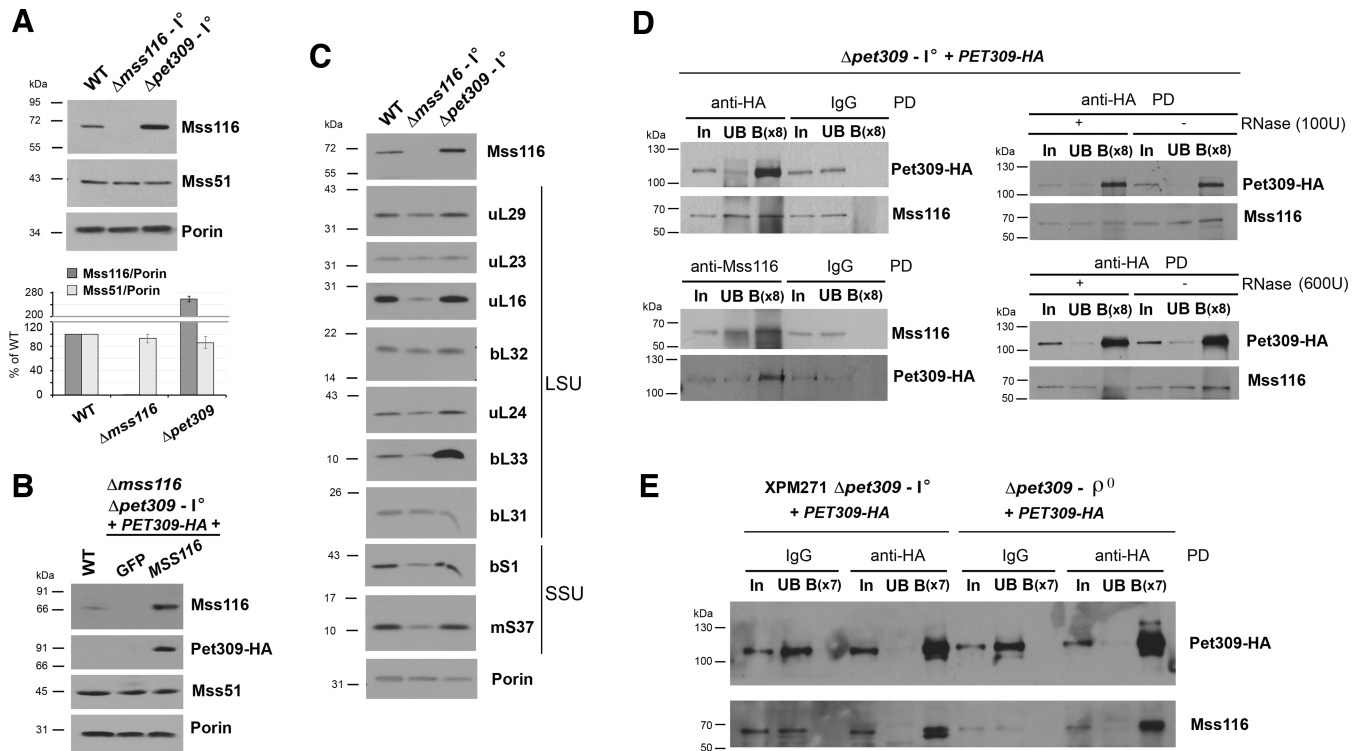 A
WT
Δmss116 - I°
Δpet309 - I°
kDa
95
72
55
Mss116
43
Mss51
34
Porin
Mss116/Porin
Mss51/Porin
% of WT
280
200
120
80
40
0
WT
Δmss116
Δpet309
B
Δmss116
Δpet309 - I°
+ PET309-HA +
WT
GFP
MSS116
kDa
91
66
Mss116
91
66
Pet309-HA
45
Mss51
31
Porin
C
WT
Δmss116 - I°
Δpet309 - I°
kDa
72
55
Mss116
43
31
uL29
31
uL23
31
uL16
22
14
bL32
43
uL24
10
bL33
26
bL31
LSU
43
bS1
17
10
mS37
SSU
31
Porin
D
Δpet309 - I° + PET309-HA
anti-HA IgG PD
kDa
In UB B(x8) In UB B(x8)
130
100
Pet309-HA
70
50
Mss116
anti-Mss116 IgG PD
kDa
In UB B(x8) In UB B(x8)
70
50
Mss116
130
100
Pet309-HA
anti-HA PD
+ - RNase (100U)
kDa
In UB B(x8) In UB B(x8)
130
100
Pet309-HA
70
50
Mss116
anti-HA PD
+ - RNase (600U)
kDa
In UB B(x8) In UB B(x8)
130
100
Pet309-HA
70
50
Mss116
E
XPM271 Δpet309 - I°
+ PET309-HA
Δpet309 - ρ⁰
+ PET309-HA
IgG anti-HA IgG anti-HA PD
In UB B(x7) In UB B(x7) In UB B(x7) In UB B(x7)
kDa
130
100
Pet309-HA
70
50
Mss116